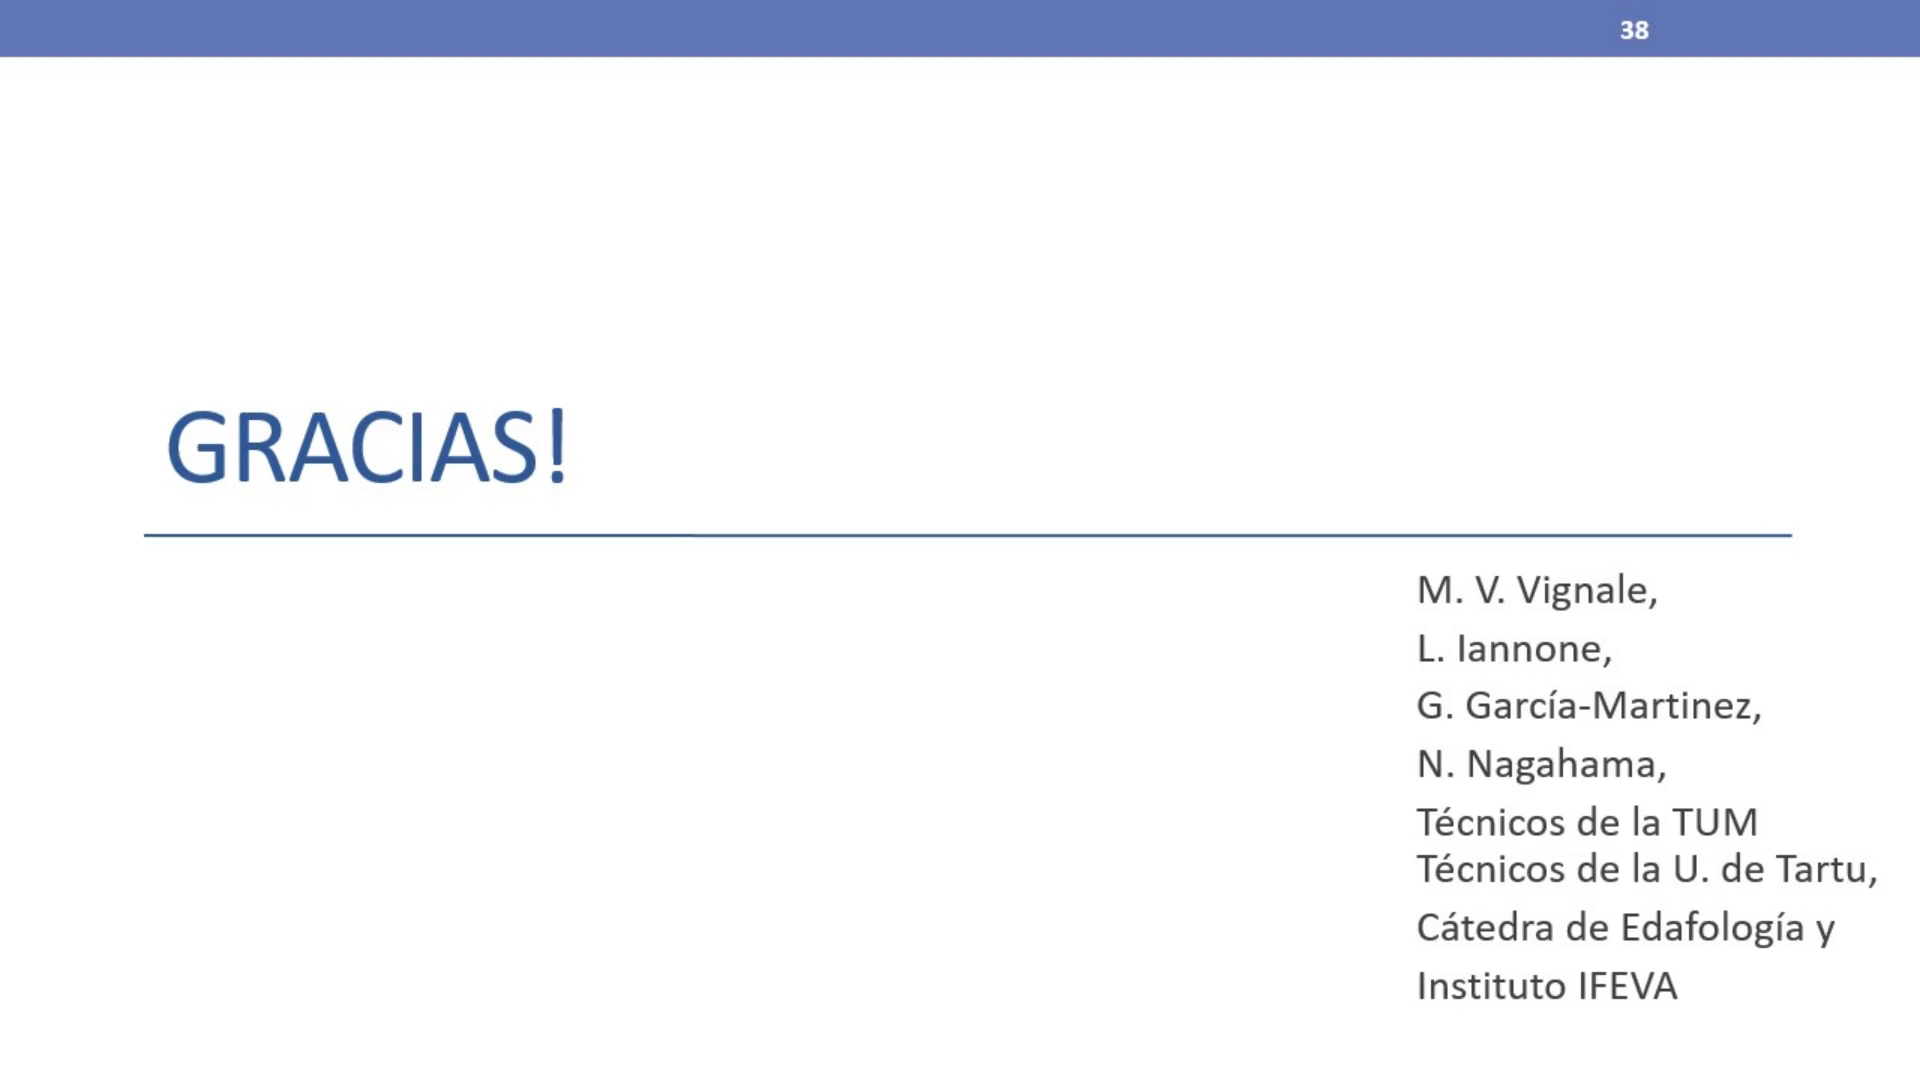 38
GRACIAS!
M. V. Vignale,
L. Iannone,
G. García-Martinez,
N. Nagahama,
Técnicos de la TUM
Técnicos de la U. de Tartu,
Cátedra de Edafología y
Instituto IFEVA